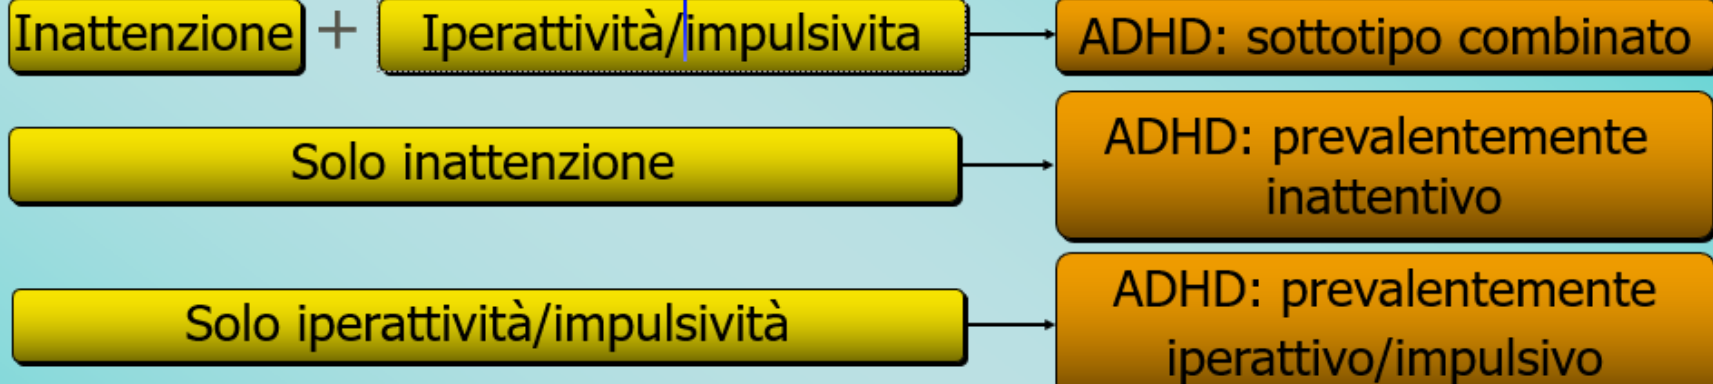 Inattenzione + Iperattività/impulsivita ADHD: sottotipo combinato
Solo inattenzione
ADHD: prevalentemente
inattentivo
Solo iperattività/impulsività
ADHD: prevalentemente
iperattivo/impulsivo